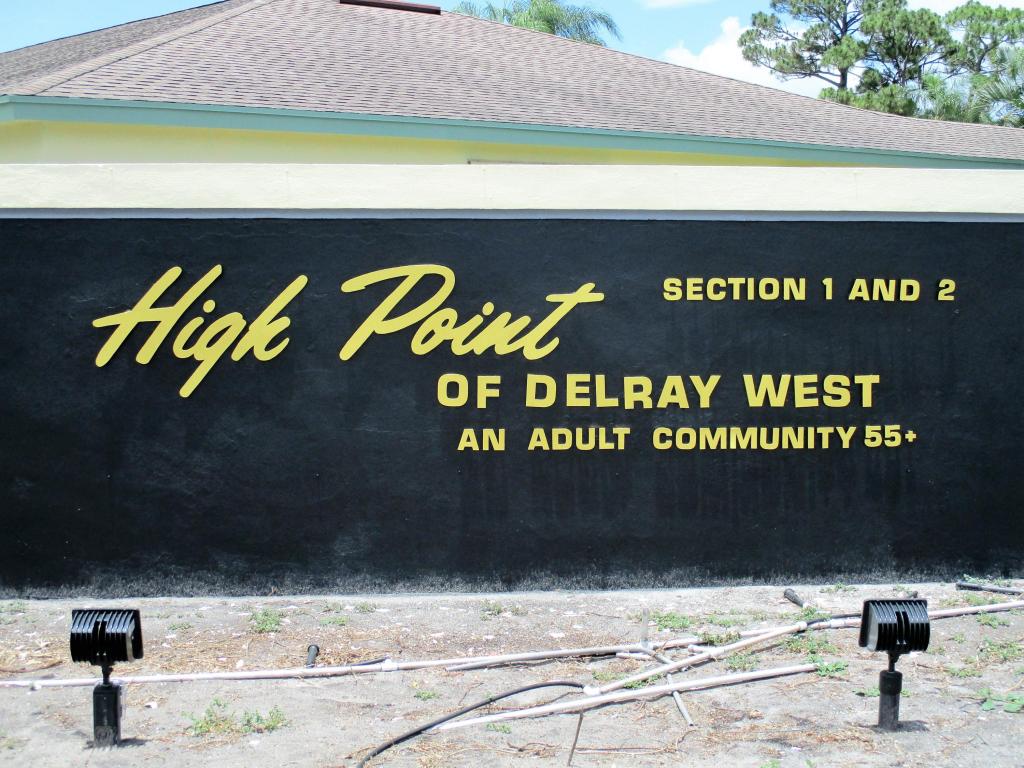 High Point
SECTION 1 AND 2
OF DELRAY WEST
AN ADULT COMMUNITY 55+